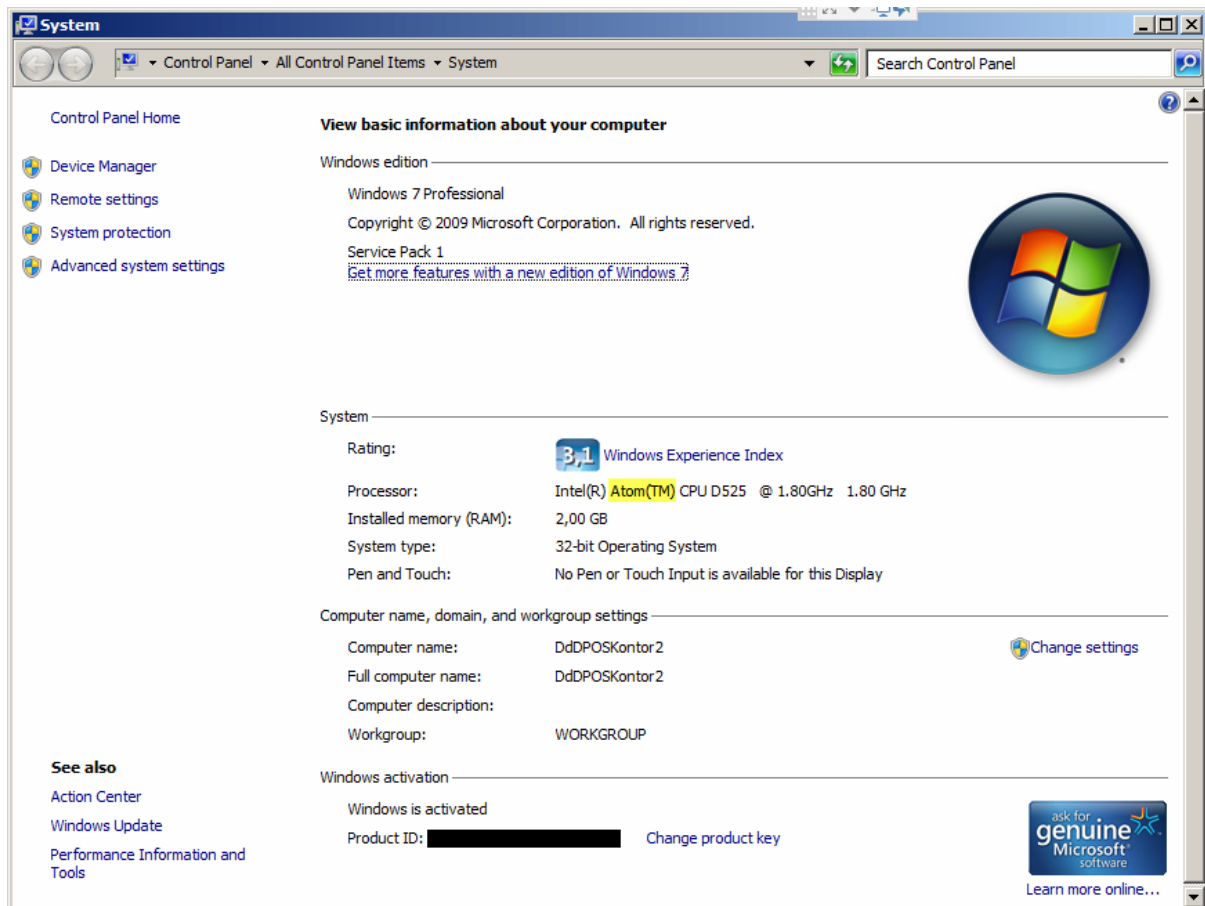 System
Control Panel All Control Panel Items System
Search Control Panel
Control Panel Home
Device Manager
Remote settings
System protection
Advanced system settings
See also
Action Center
Windows Update
Performance Information and
Tools
View basic information about your computer
Windows edition
Windows 7 Professional
Copyright © 2009 Microsoft Corporation. All rights reserved.
Service Pack 1
Get more features with a new edition of Windows 7
System
Rating: 3,1 Windows Experience Index
Processor: Intel(R) Atom(TM) CPU D525 @ 1.80GHz 1.80 GHz
Installed memory (RAM): 2,00 GB
System type: 32-bit Operating System
Pen and Touch: No Pen or Touch Input is available for this Display
Computer name, domain, and workgroup settings
Computer name: DdDPOSKontor2 Change settings
Full computer name: DdDPOSKontor2
Computer description:
Workgroup: WORKGROUP
Windows activation
Windows is activated
Product ID: Change product key
ask for
genuine
Microsoft
software
Learn more online...